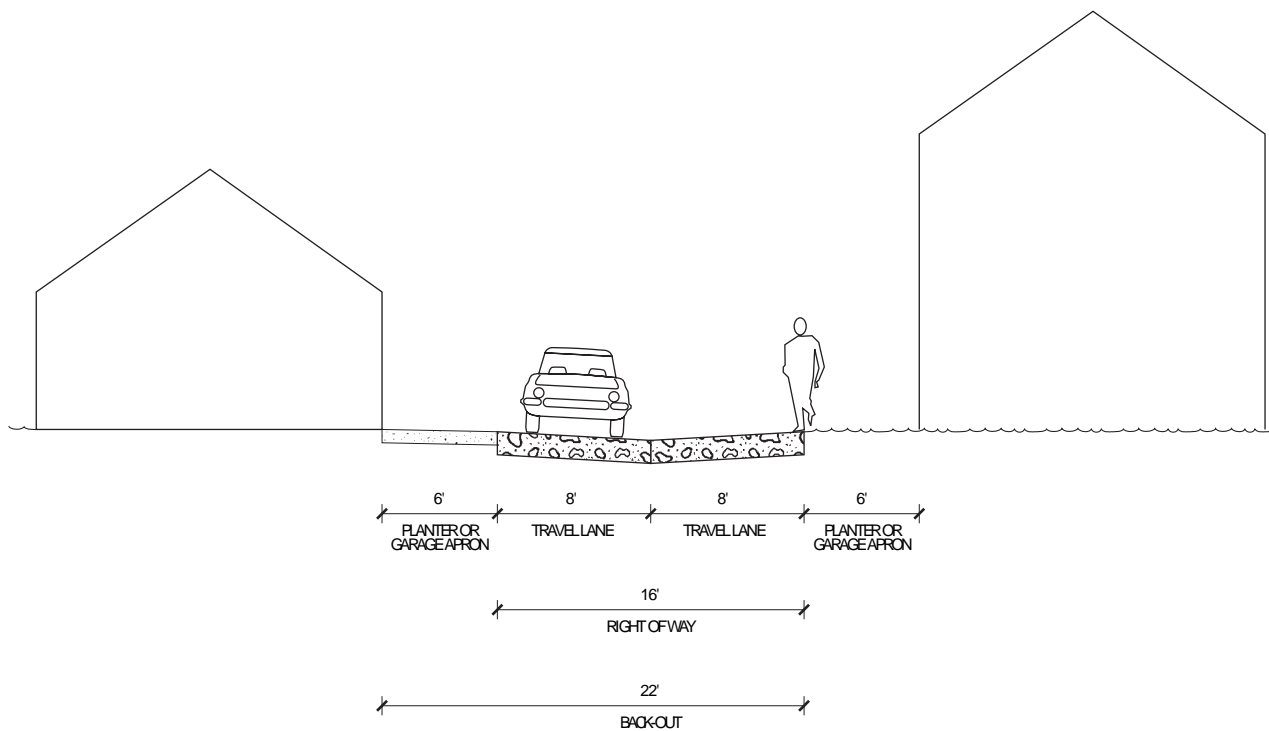 6' 8' 8' 6'
PLANTER OR TRAVEL LANE TRAVEL LANE PLANTER OR
GARAGE APRON GARAGE APRON
16'
RIGHT OF WAY
22'
BACK-OUT